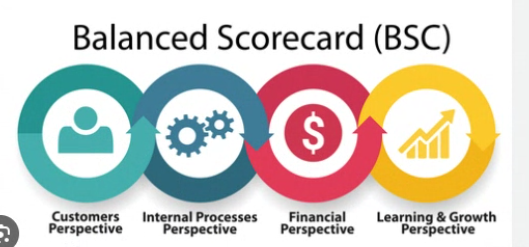 Balanced Scorecard (BSC)
$
Customers
Perspective
Internal Processes
Perspective
Financial
Perspective
Learning & Growth
Perspective